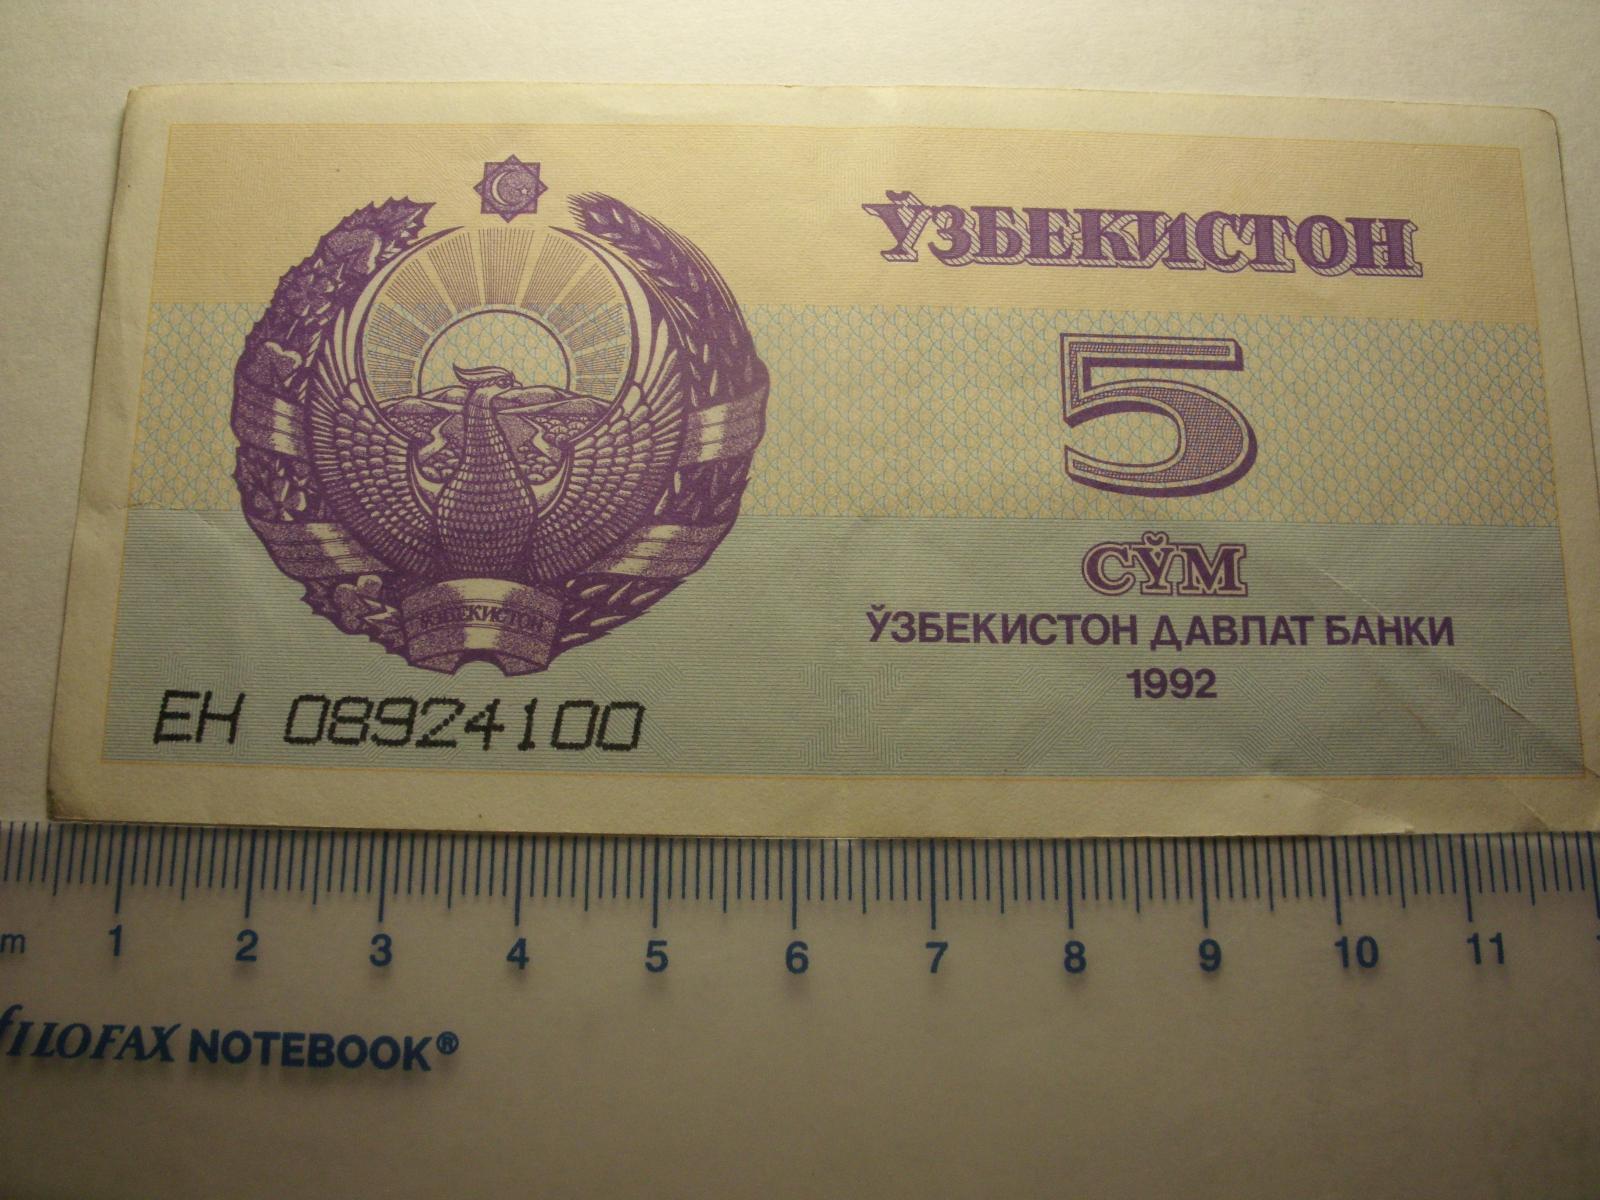 ЎЗБЕКИСТОН
5
СЎМ
ЎЗБЕКИСТОН ДАВЛАТ БАНКИ
1992
ЎЗБЕКИСТОН
EH 08924100
m 1 2 3 4 5 6 7 8 9 10 11
fILOFAX NOTEBOOK®